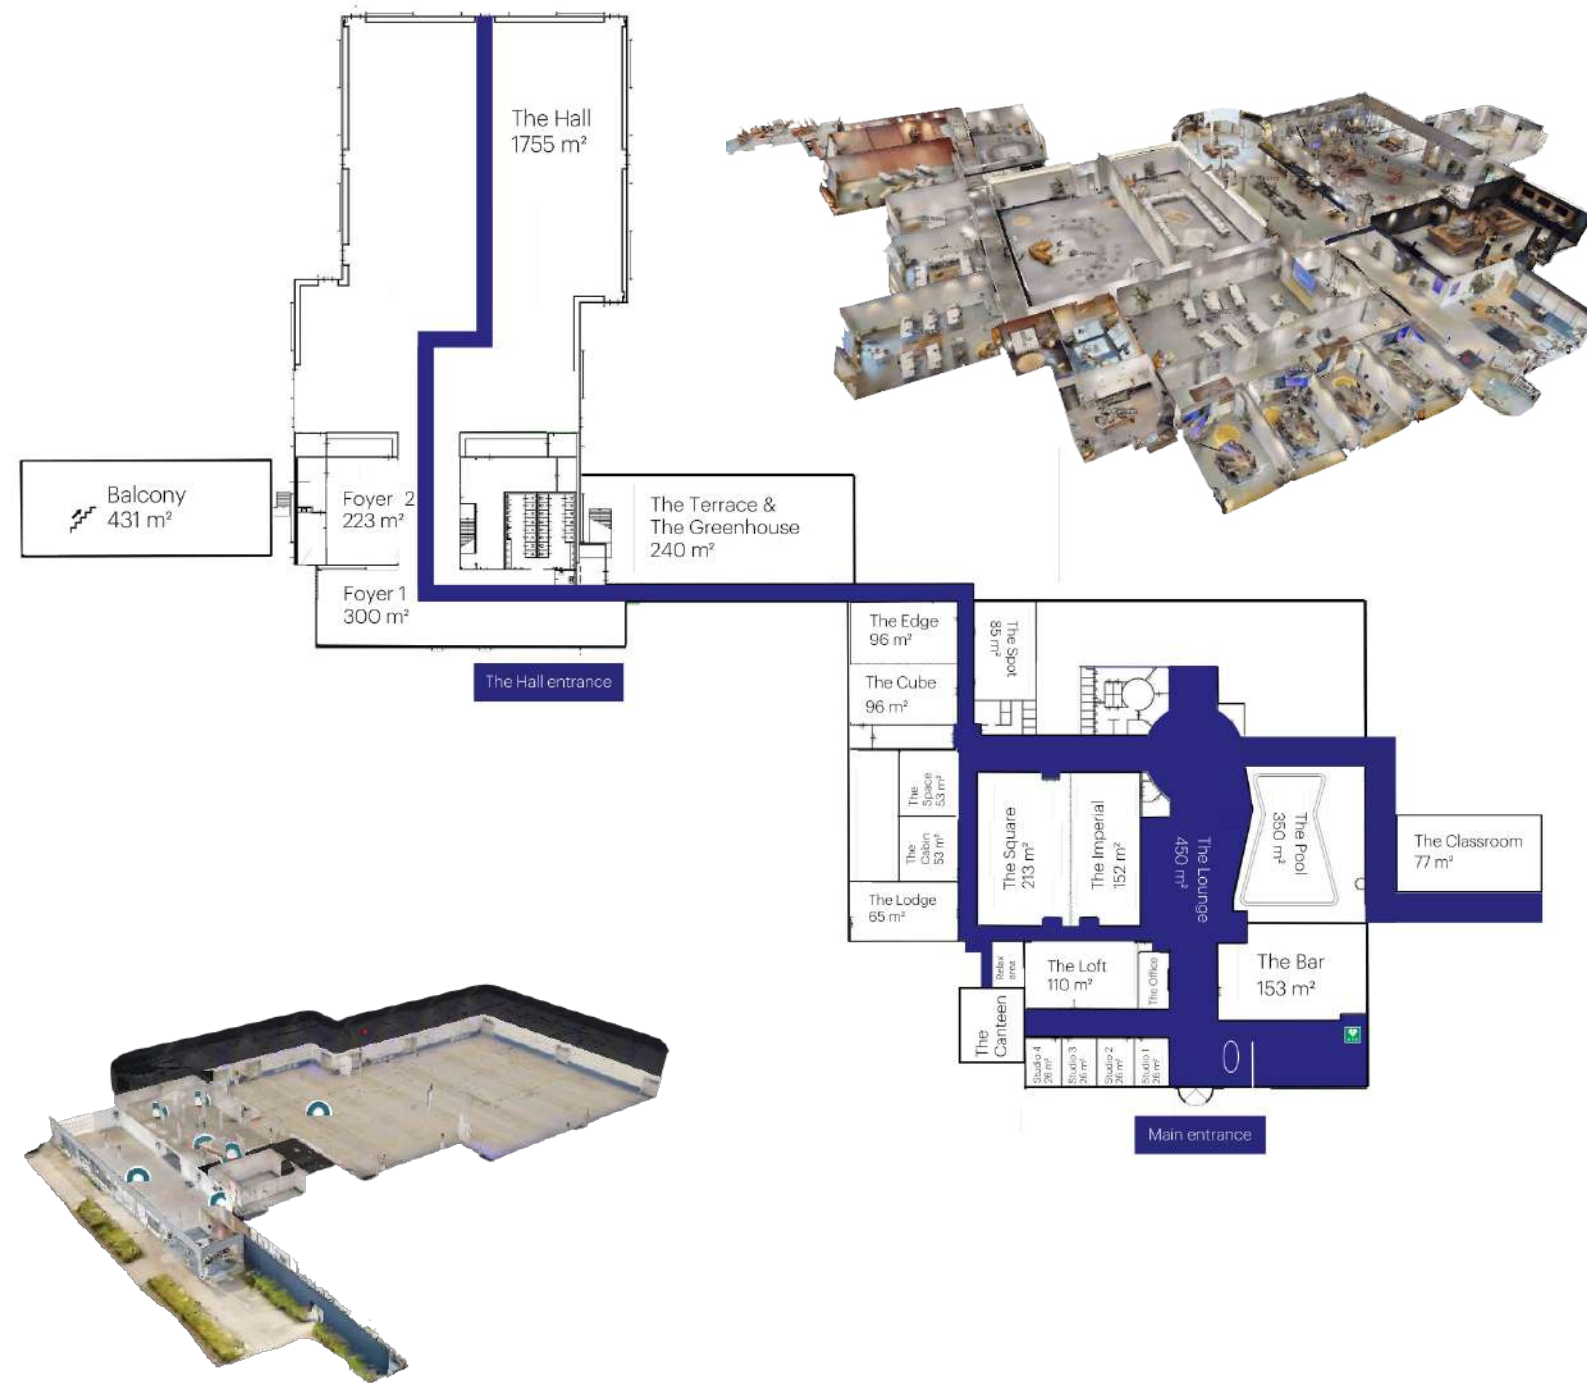 The Hall
1755 m²
Balcony
431 m²
Foyer 2
223 m²
The Terrace &
The Greenhouse
240 m²
Foyer 1
300 m²
The Hall entrance
The Edge
96 m²
The Spot
85 m²
The Cube
96 m²
The
Space
53 m²
The
Cabin
53 m²
The Lodge
65 m²
The Square
213 m²
The Imperial
152 m²
The Lounge
450 m²
The Pool
350 m²
The Classroom
77 m²
Relax
area
The Loft
110 m²
The Office
The Bar
153 m²
The
Canteen
Studio 4
26 m²
Studio 3
26 m²
Studio 2
26 m²
Studio 1
26 m²
Main entrance